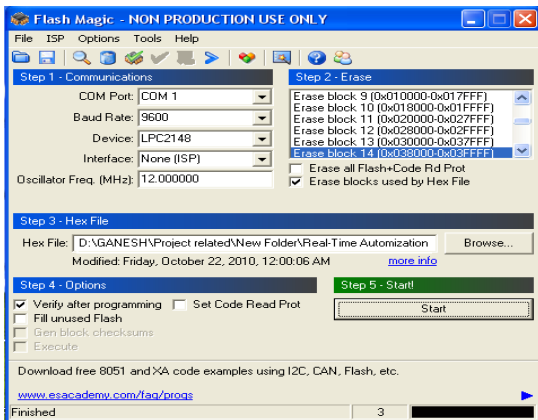 Flash Magic - NON PRODUCTION USE ONLY
File ISP Options Tools Help
Step 1 - Communications
COM Port: COM 1
Baud Rate: 9600
Device: LPC2148
Interface: None (ISP)
Oscillator Freq. (MHz): 12.000000
Step 2 - Erase
Erase block 9 (0x010000-0x017FFF)
Erase block 10 (0x018000-0x01FFFF)
Erase block 11 (0x020000-0x027FFF)
Erase block 12 (0x028000-0x02FFFF)
Erase block 13 (0x030000-0x037FFF)
Erase block 14 (0x038000-0x03FFFF)
Erase all Flash+Code Rd Prot
Erase blocks used by Hex File
Step 3 - Hex File
Hex File: D:\GANESH\Project related\New Folder\Real-Time Automization Browse...
Modified: Friday, October 22, 2010, 12:00:06 AM more info
Step 4 - Options
Verify after programming Set Code Read Prot
Fill unused Flash
Gen block checksums
Execute
Step 5 - Start!
Start
Download free 8051 and XA code examples using I2C, CAN, Flash, etc.
www.esacademy.com/faq/progs
Finished 3